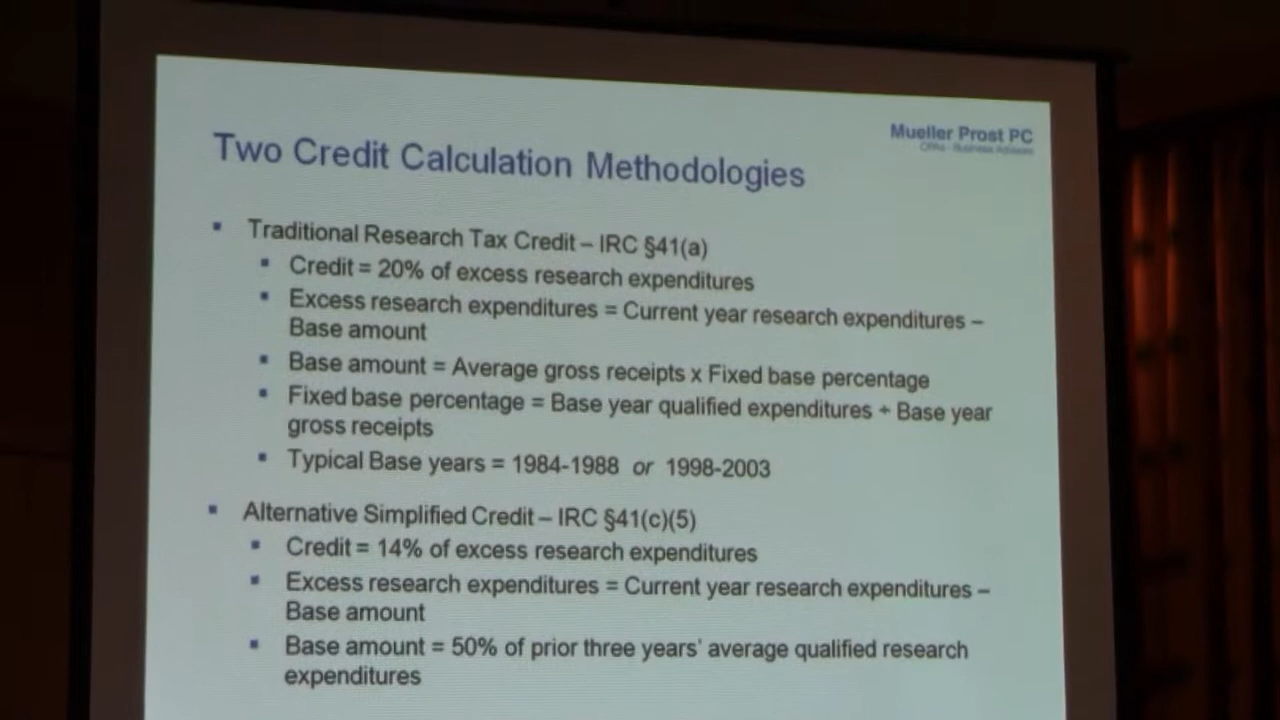 Mueller Prost PC
CPAs · Business Advisors
Two Credit Calculation Methodologies
Traditional Research Tax Credit – IRC §41(a)
Credit = 20% of excess research expenditures
Excess research expenditures = Current year research expenditures –
Base amount
Base amount = Average gross receipts x Fixed base percentage
Fixed base percentage = Base year qualified expenditures ÷ Base year
gross receipts
Typical Base years = 1984-1988 or 1998-2003
Alternative Simplified Credit – IRC §41(c)(5)
Credit = 14% of excess research expenditures
Excess research expenditures = Current year research expenditures –
Base amount
Base amount = 50% of prior three years' average qualified research
expenditures